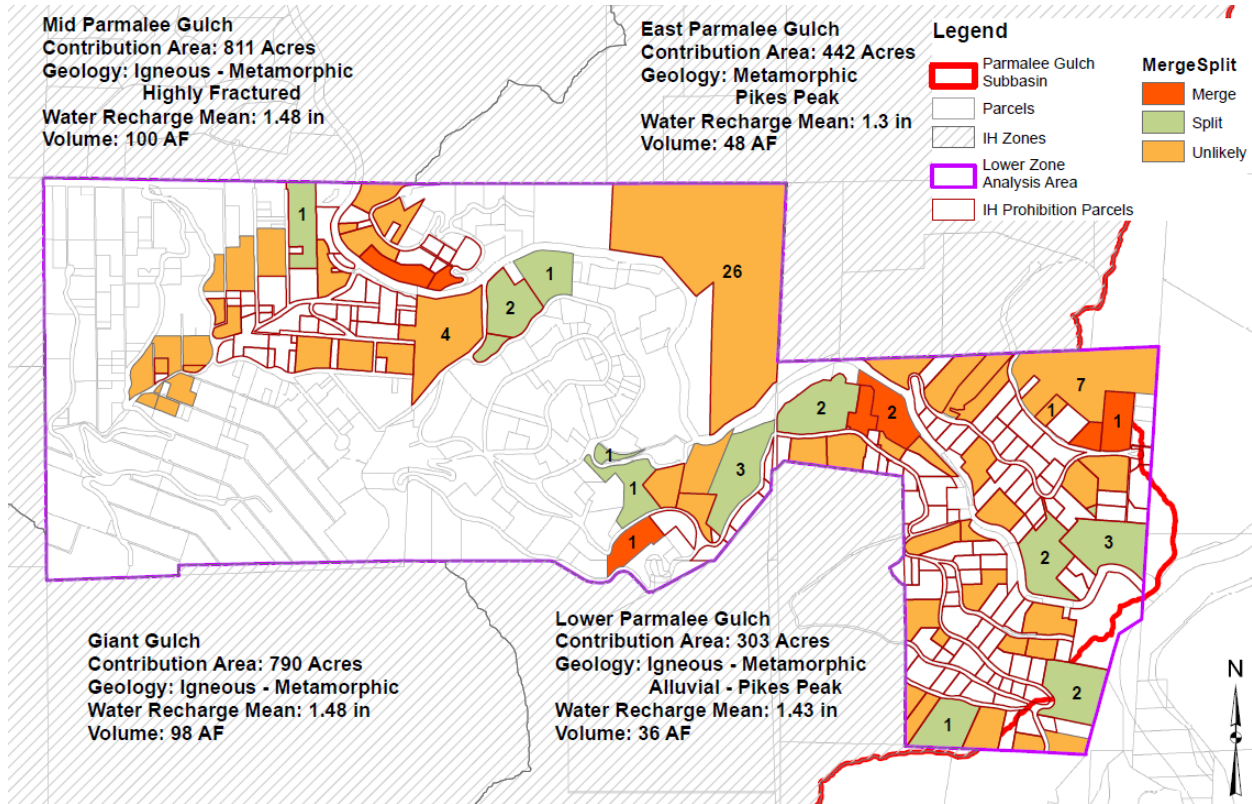 Mid Parmalee Gulch
Contribution Area: 811 Acres
Geology: Igneous - Metamorphic
Highly Fractured
Water Recharge Mean: 1.48 in
Volume: 100 AF
East Parmalee Gulch
Contribution Area: 442 Acres
Geology: Metamorphic
Pikes Peak
Water Recharge Mean: 1.3 in
Volume: 48 AF
Legend
Parmalee Gulch
Subbasin
Parcels
IH Zones
Lower Zone
Analysis Area
IH Prohibition Parcels
MergeSplit
Merge
Split
Unlikely
1
1
2
4
26
1
1
1
3
2
2
7
1
1
2
3
2
1
Giant Gulch
Contribution Area: 790 Acres
Geology: Igneous - Metamorphic
Water Recharge Mean: 1.48 in
Volume: 98 AF
Lower Parmalee Gulch
Contribution Area: 303 Acres
Geology: Igneous - Metamorphic
Alluvial - Pikes Peak
Water Recharge Mean: 1.43 in
Volume: 36 AF
N